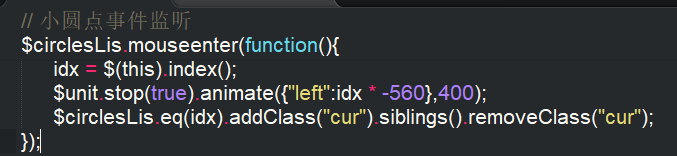 // 小圆点事件监听
$circlesLis.mouseenter(function(){
idx = $(this).index();
$unit.stop(true).animate({"left":idx * -560},400);
$circlesLis.eq(idx).addClass("cur").siblings().removeClass("cur");
});